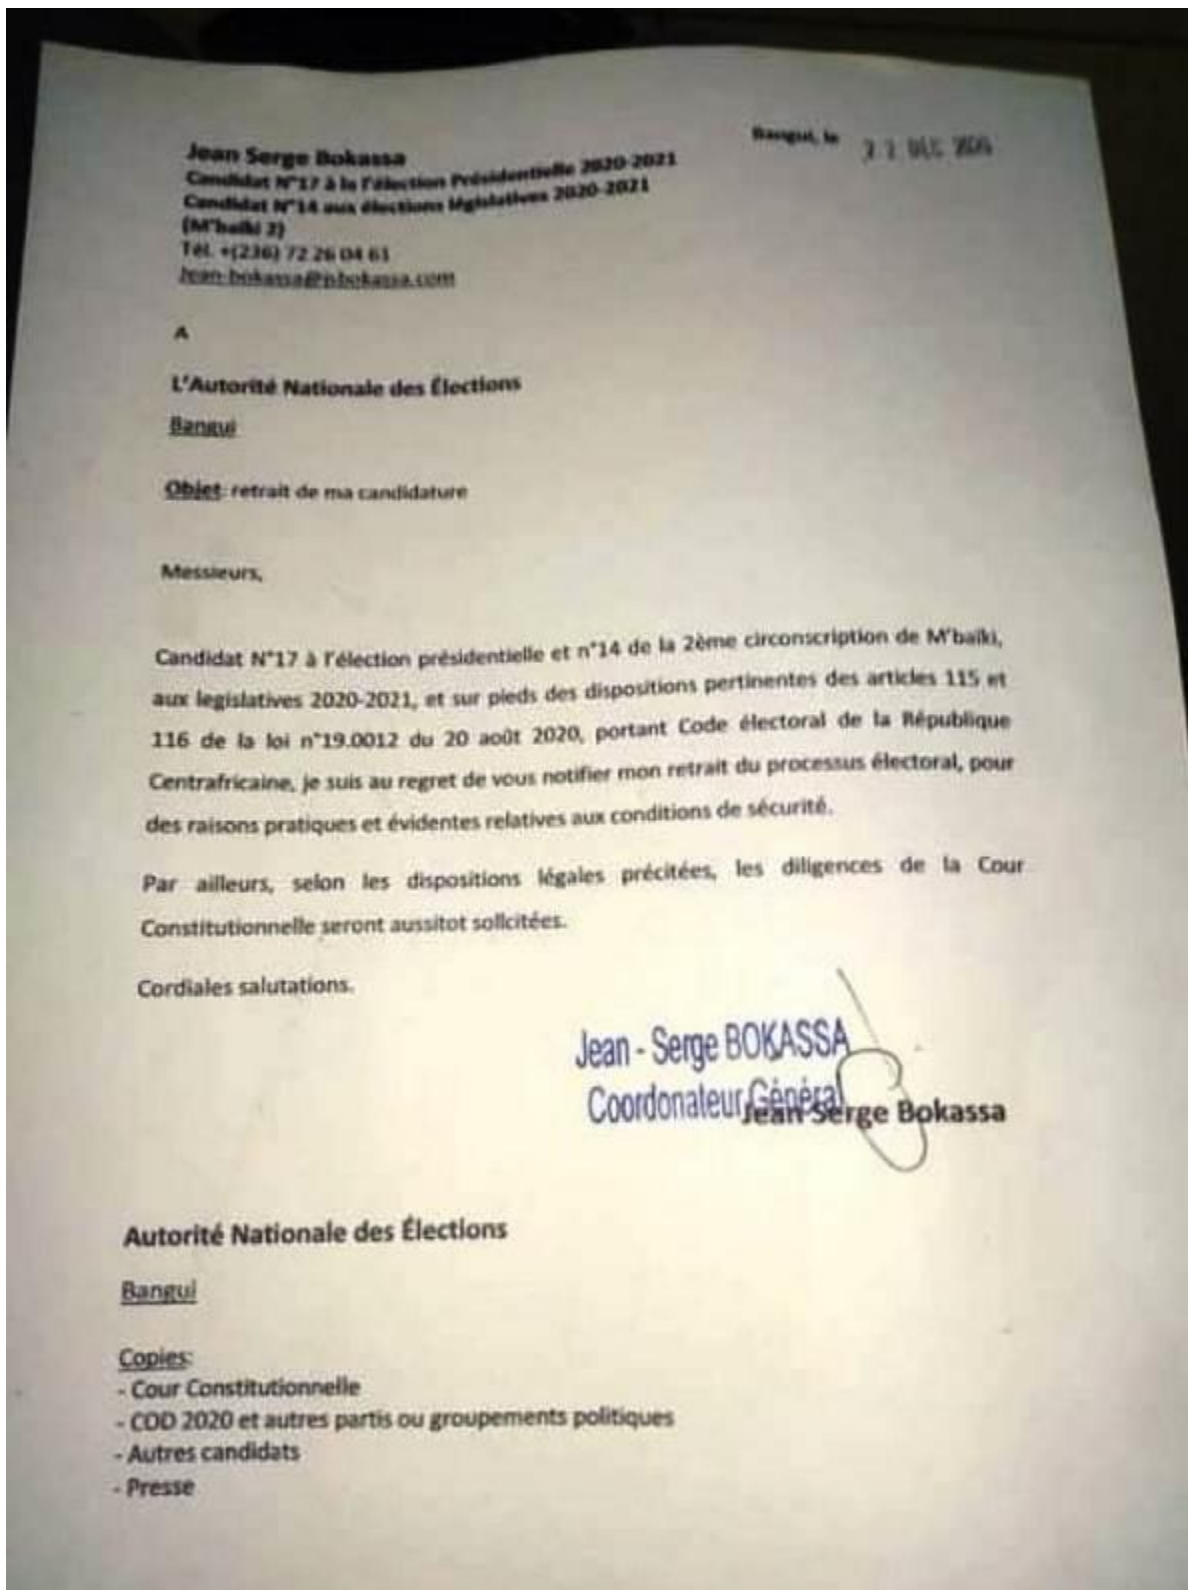 Jean Serge Bokassa
Bangui, le
DEC
Candidat N°17 à la l'élection Présidentielle 2020-2021
Candidat N°14 aux élections législatives 2020-2021
(M'baïki 2)
Tél. +(236) 72 26 04 61
Jean-bokassa@jsbokassa.com
A
L'Autorité Nationale des Élections
Bangui
Objet: retrait de ma candidature
Messieurs,
Candidat N°17 à l'élection présidentielle et n°14 de la 2ème circonscription de M'baïki,
aux legislatives 2020-2021, et sur pieds des dispositions pertinentes des articles 115 et
116 de la loi n°19.0012 du 20 août 2020, portant Code électoral de la République
Centrafricaine, je suis au regret de vous notifier mon retrait du processus électoral, pour
des raisons pratiques et évidentes relatives aux conditions de sécurité.
Par ailleurs, selon les dispositions légales précitées, les diligences de la Cour
Constitutionnelle seront aussitot sollcitées.
Cordiales salutations.
Jean - Serge BOKASSA
Coordonateur Général
Jean Serge Bokassa
Autorité Nationale des Élections
Bangui
Copies:
- Cour Constitutionnelle
- COD 2020 et autres partis ou groupements politiques
- Autres candidats
- Presse